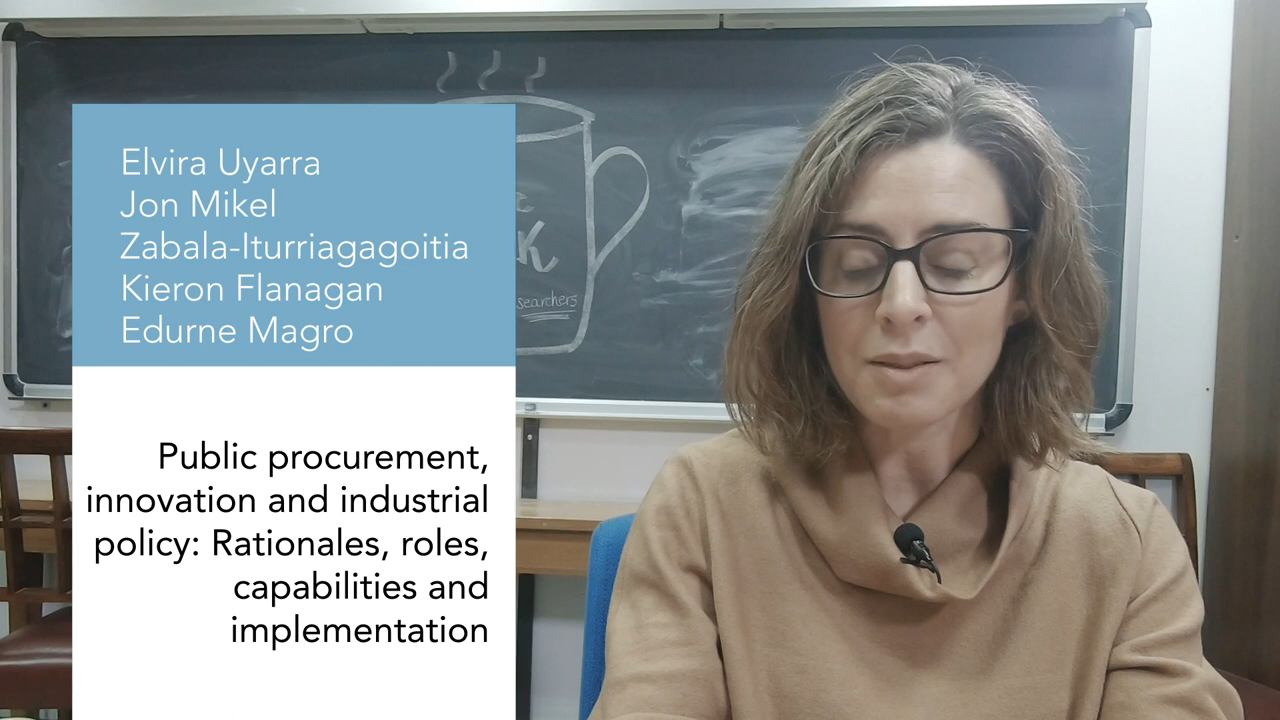 Elvira Uyarra
Jon Mikel
Zabala-Iturriagagoitia
Kieron Flanagan
Edurne Magro
Public procurement,
innovation and industrial
policy: Rationales, roles,
capabilities and
implementation